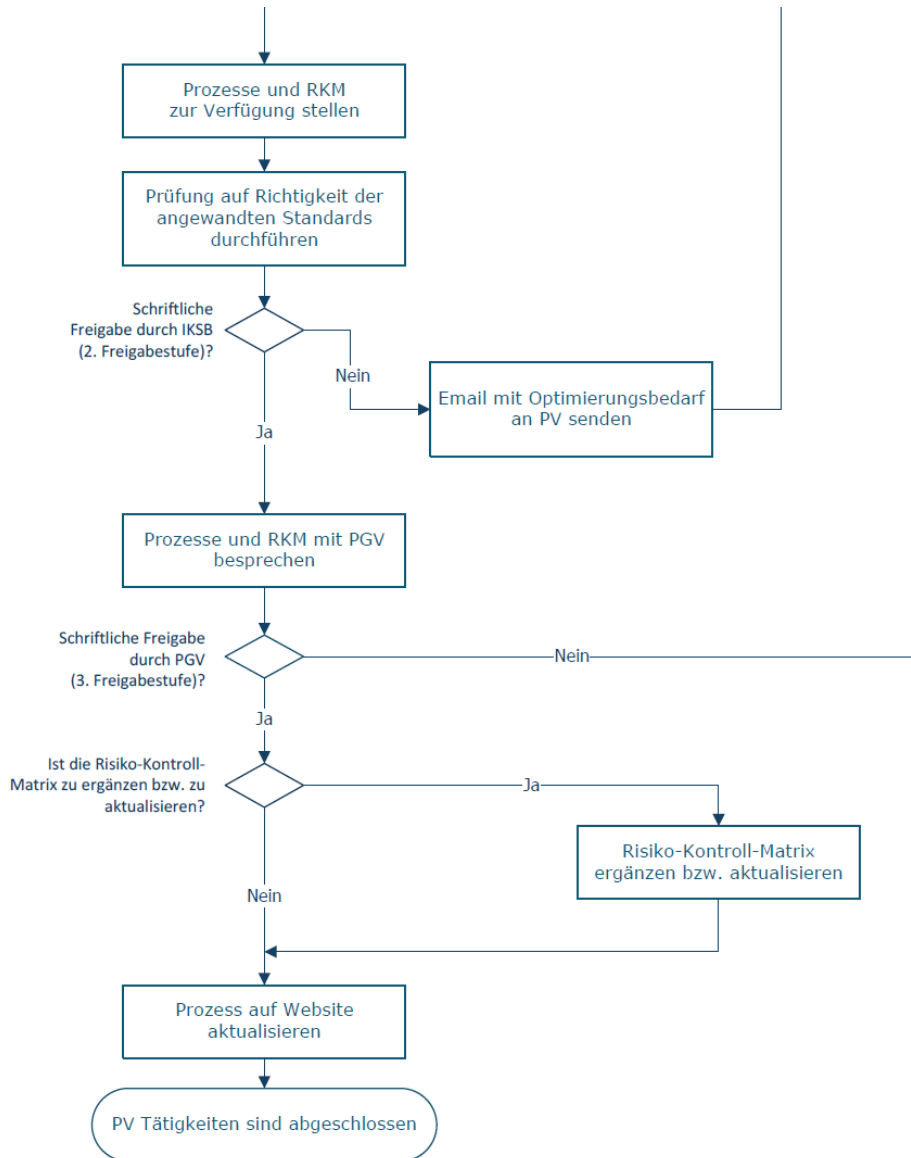 Prozesse und RKM
zur Verfügung stellen
Prüfung auf Richtigkeit der
angewandten Standards
durchführen
Schriftliche
Freigabe durch IKSB
(2. Freigabestufe)?
Nein
Email mit Optimierungsbedarf
an PV senden
Ja
Prozesse und RKM mit PGV
besprechen
Schriftliche Freigabe
durch PGV
(3. Freigabestufe)?
Nein
Ja
Ist die Risiko-Kontroll-
Matrix zu ergänzen bzw. zu
aktualisieren?
Ja
Risiko-Kontroll-Matrix
ergänzen bzw. aktualisieren
Nein
Prozess auf Website
aktualisieren
PV Tätigkeiten sind abgeschlossen